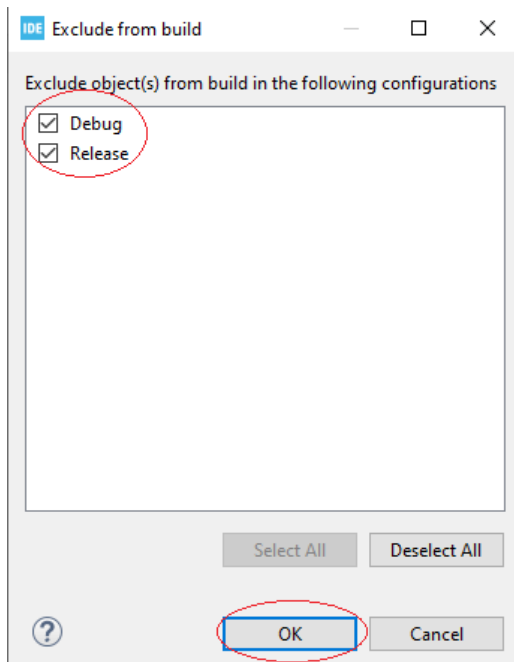 IDE Exclude from build
Exclude object(s) from build in the following configurations
Debug
Release
Select All Deselect All
? OK Cancel